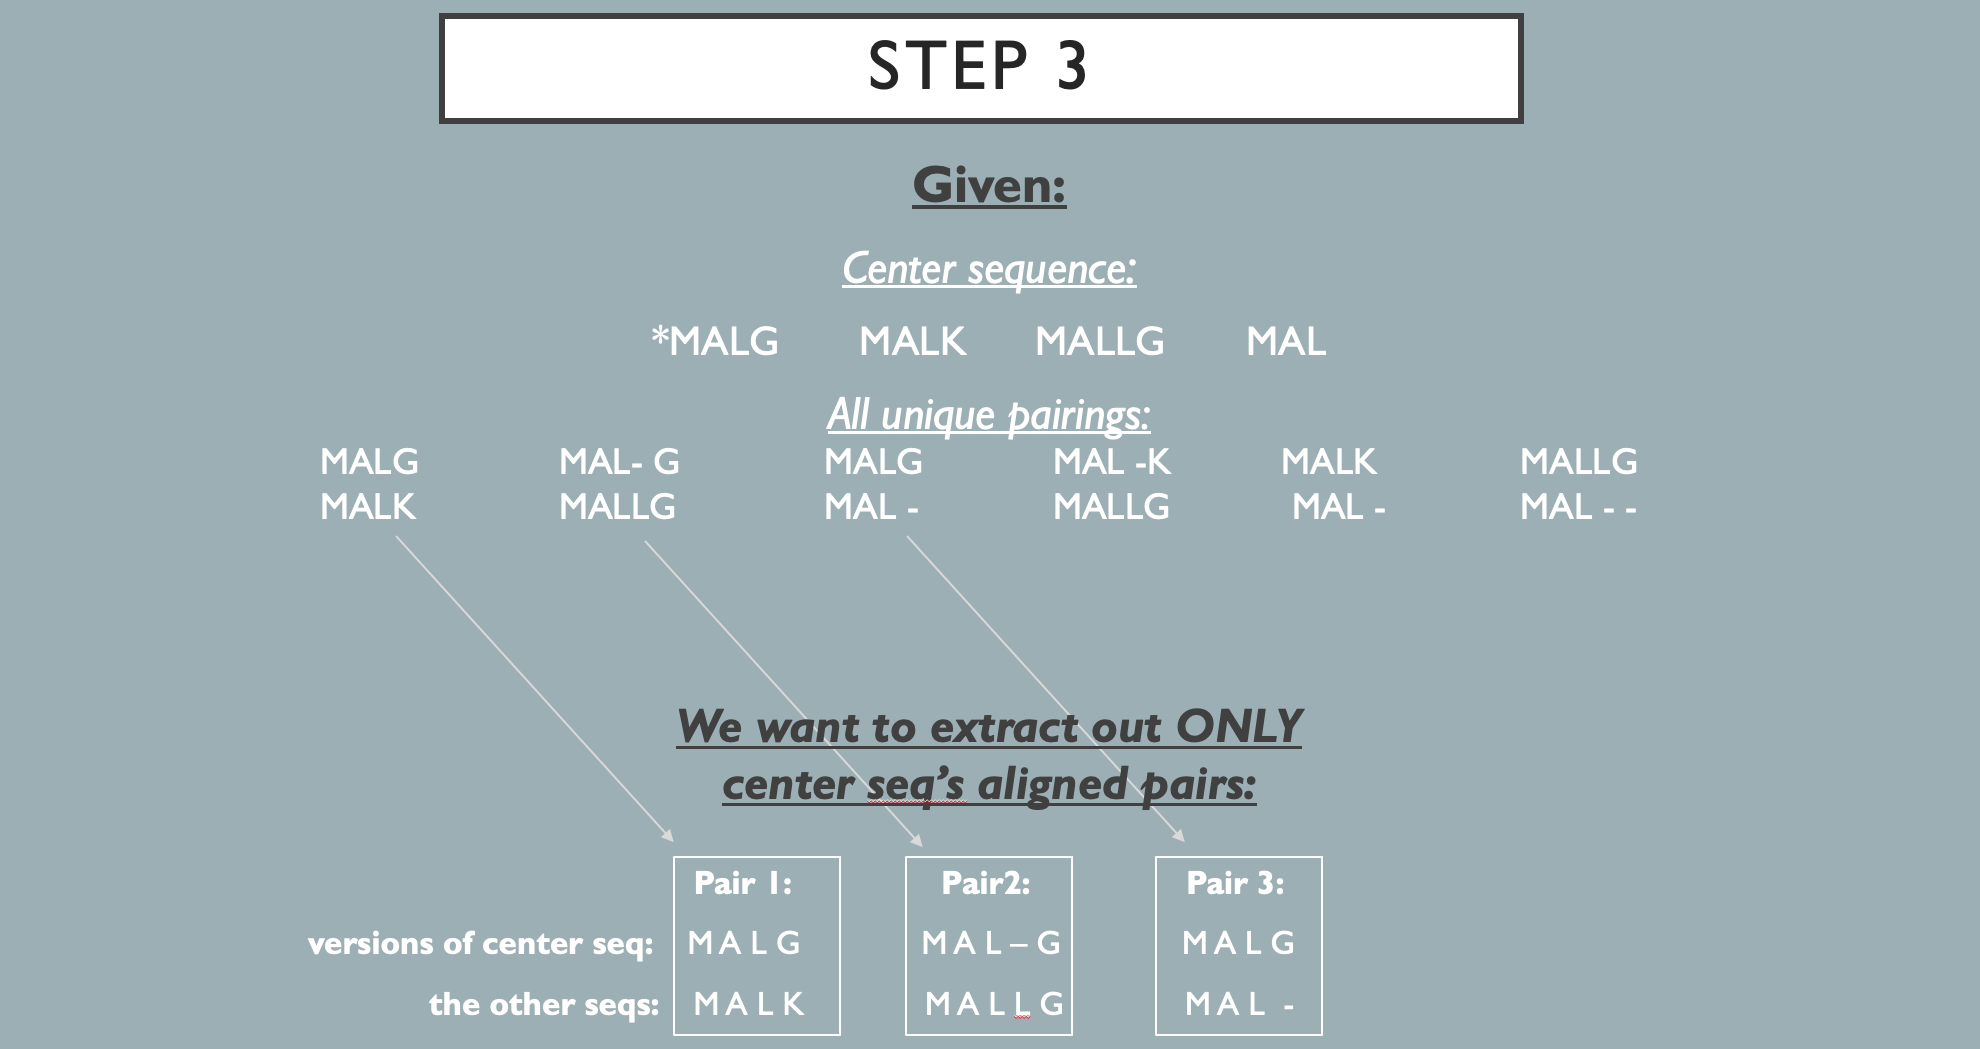 STEP 3
Given:
Center sequence:
*MALG MALK MALLG MAL
All unique pairings:
MALG MAL- G MALG MAL -K MALK MALLG
MALK MALLG MAL - MALLG MAL - MAL - -
We want to extract out ONLY
center seq’s aligned pairs:
Pair 1: Pair2: Pair 3:
versions of center seq: M A L G M A L – G M A L G
the other seqs: M A L K M A L L G M A L -